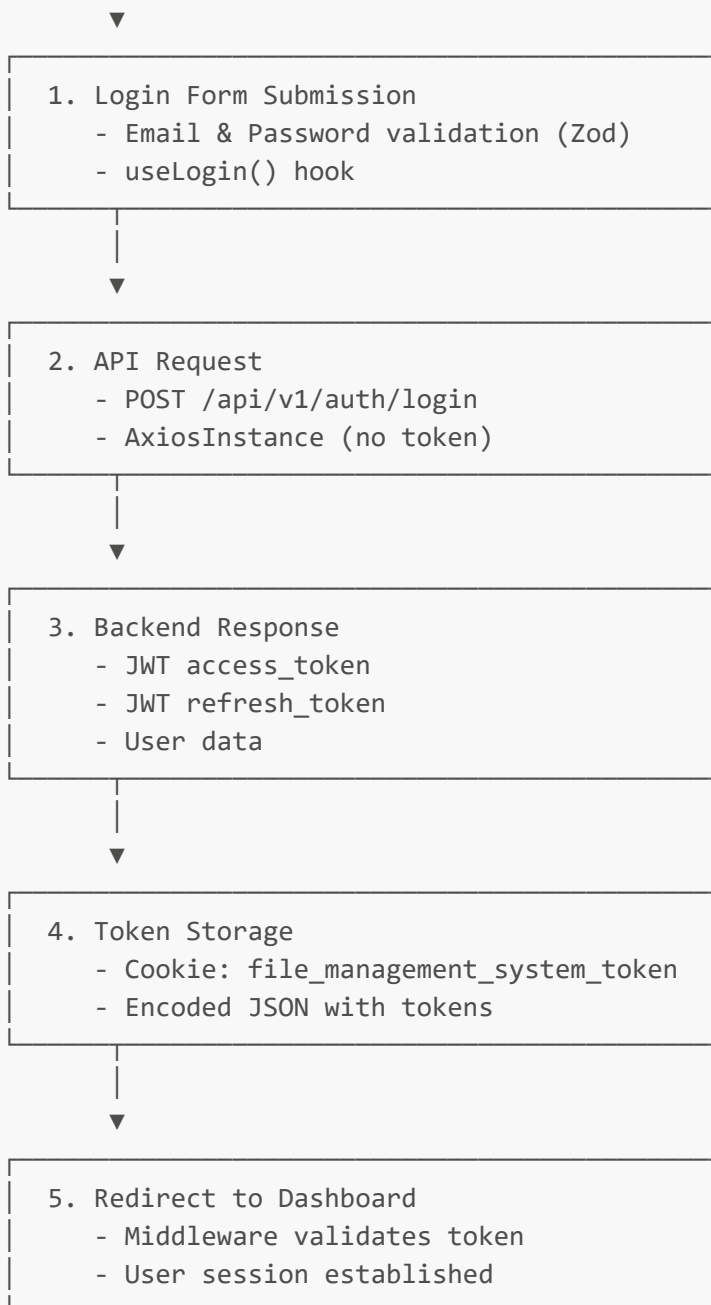 1. Login Form Submission
- Email & Password validation (Zod)
- useLogin() hook
2. API Request
- POST /api/v1/auth/login
- AxiosInstance (no token)
3. Backend Response
- JWT access_token
- JWT refresh_token
- User data
4. Token Storage
- Cookie: file_management_system_token
- Encoded JSON with tokens
5. Redirect to Dashboard
- Middleware validates token
- User session established